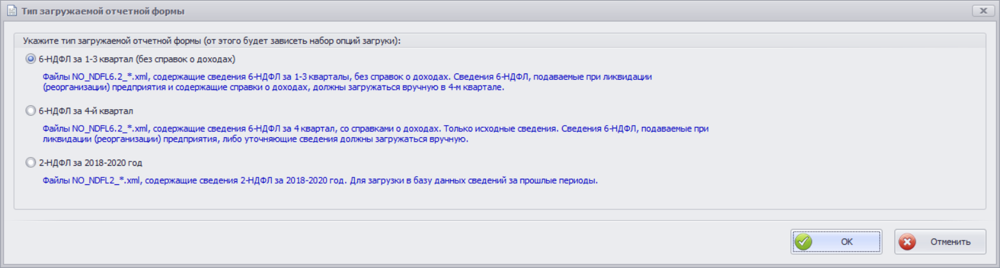 Тип загружаемой отчетной формы
Укажите тип загружаемой отчетной формы (от этого будет зависеть набор опций загруки):
6-НДФЛ за 1-3 квартал (без справок о доходах)
Файлы NO_NDFL6.2_*.xml, содержащие сведения 6-НДФЛ за 1-3 кварталы, без справок о доходах. Сведения 6-НДФЛ, подаваемые при ликвидации
(реорганизации) предприятия и содержащие справки о доходах, должны загружаться вручную в 4-м квартале.
6-НДФЛ за 4-й квартал
Файлы NO_NDFL6.2_*.xml, содержащие сведения 6-НДФЛ за 4 квартал, со справками о доходах. Только исходные сведения. Сведения 6-НДФЛ, подаваемые при
ликвидации (реорганизации) предприятия, либо уточняющие сведения должны загружаться вручную.
2-НДФЛ за 2018-2020 год
Файлы NO_NDFL2_*.xml, содержащие сведения 2-НДФЛ за 2018-2020 год. Для загрузки в базу данных сведений за прошлые периоды.
ОК
Отменить